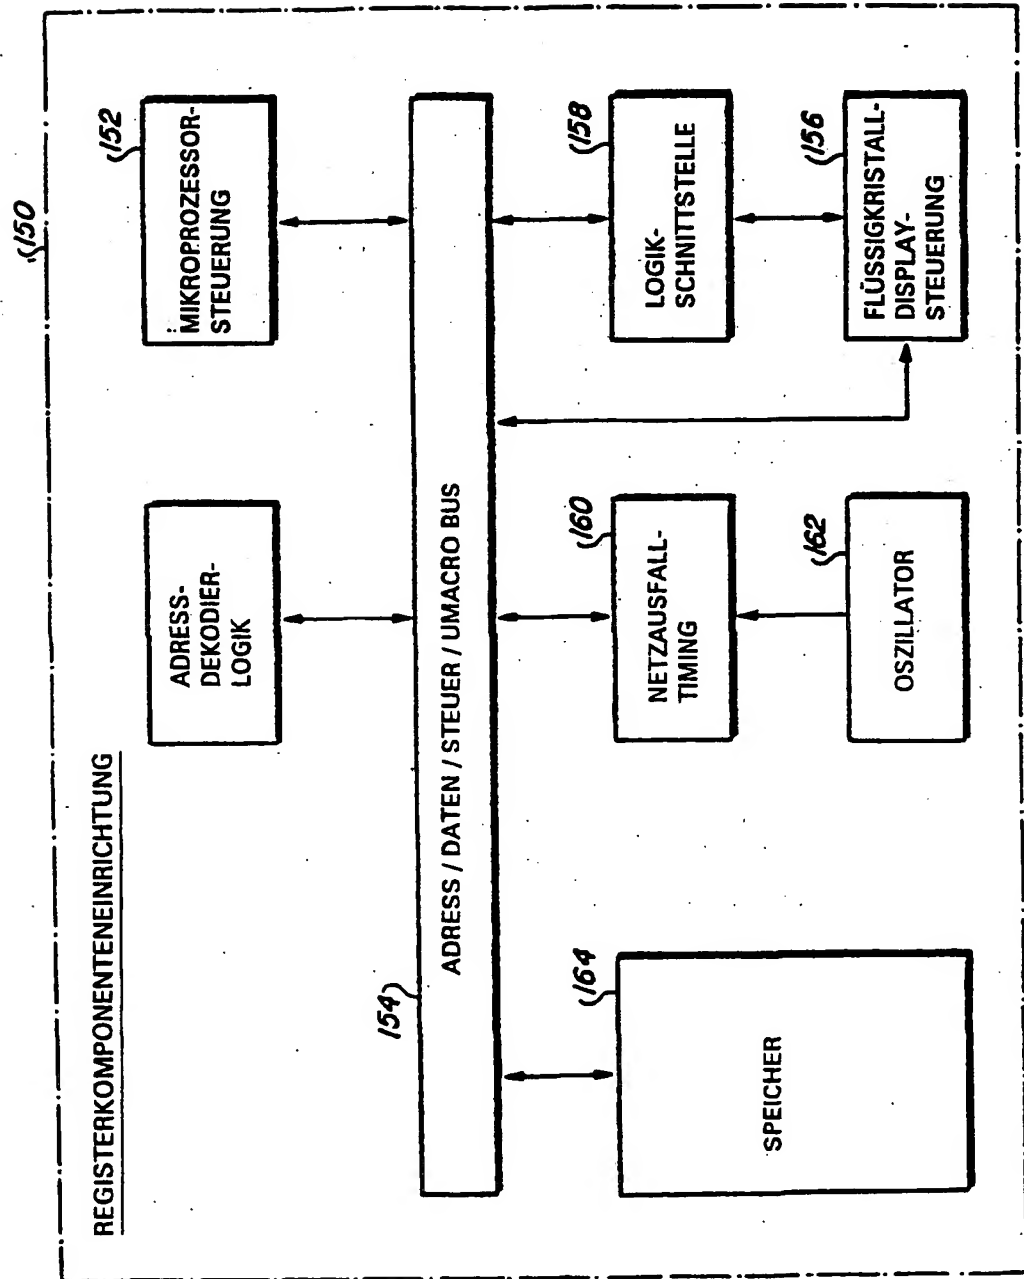 150
REGISTERKOMPONENTENEINRICHTUNG
ADRESS-
DEKODIER-
LOGIK
152
MIKROPROZESSOR-
STEUERUNG
154
ADRESS / DATEN / STEUER / UMACRO BUS
164
SPEICHER
160
NETZAUSFALL-
TIMING
158
LOGIK-
SCHNITTSTELLE
162
OSZILLATOR
156
FLÜSSIGKRISTALL-
DISPLAY-
STEUERUNG